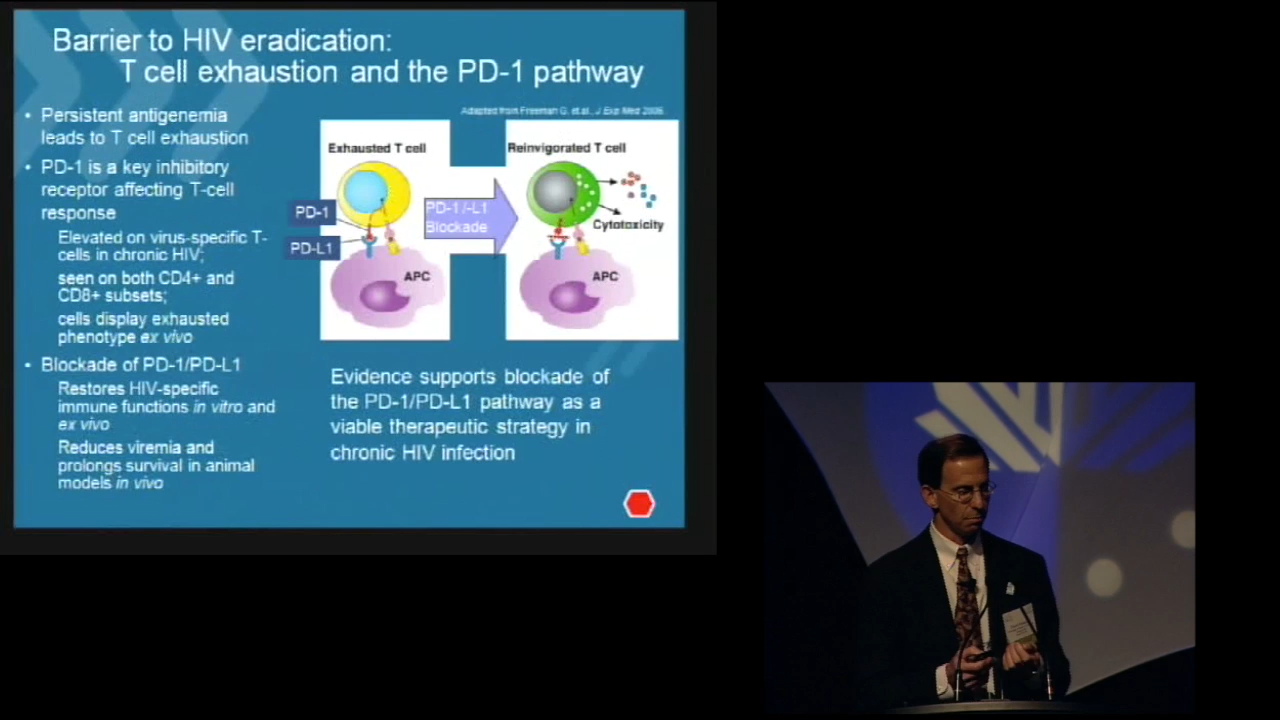 Barrier to HIV eradication:
T cell exhaustion and the PD-1 pathway
• Persistent antigenemia
leads to T cell exhaustion
• PD-1 is a key inhibitory
receptor affecting T-cell
response
Elevated on virus-specific T-
cells in chronic HIV;
seen on both CD4+ and
CD8+ subsets;
cells display exhausted
phenotype ex vivo
• Blockade of PD-1/PD-L1
Restores HIV-specific
immune functions in vitro and
ex vivo
Reduces viremia and
prolongs survival in animal
models in vivo
Adapted from Freeman G. et al., J Exp Med 2006.
Exhausted T cell
PD-1
PD-L1
APC
PD-1/-L1
Blockade
Reinvigorated T cell
Cytotoxicity
APC
Evidence supports blockade of
the PD-1/PD-L1 pathway as a
viable therapeutic strategy in
chronic HIV infection